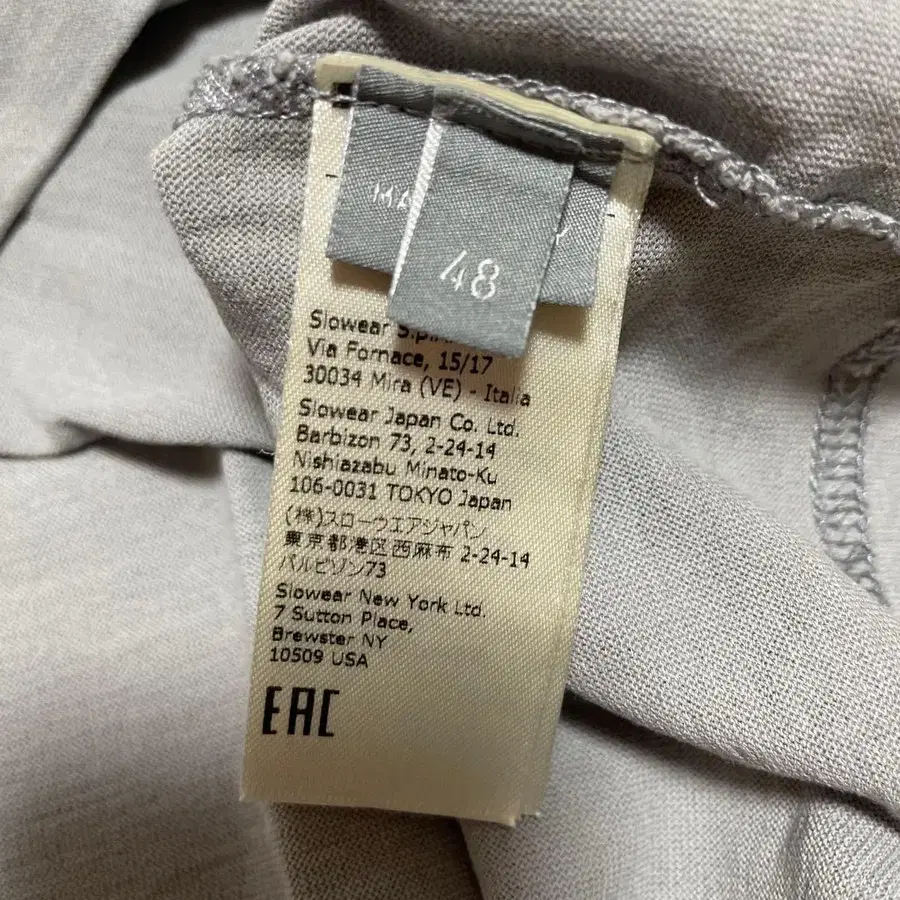 48
Slowear S.p.A.
Via Fornace, 15/17
30034 Mira (VE) - Italia
Slowear Japan Co. Ltd.
Barbizon 73, 2-24-14
Nishiazabu Minato-Ku
106-0031 TOKYO Japan
(株)スローウエアジャパン
東京都港区西麻布 2-24-14
バルビゾン73
Slowear New York Ltd.
7 Sutton Place,
Brewster NY
10509 USA
EAC